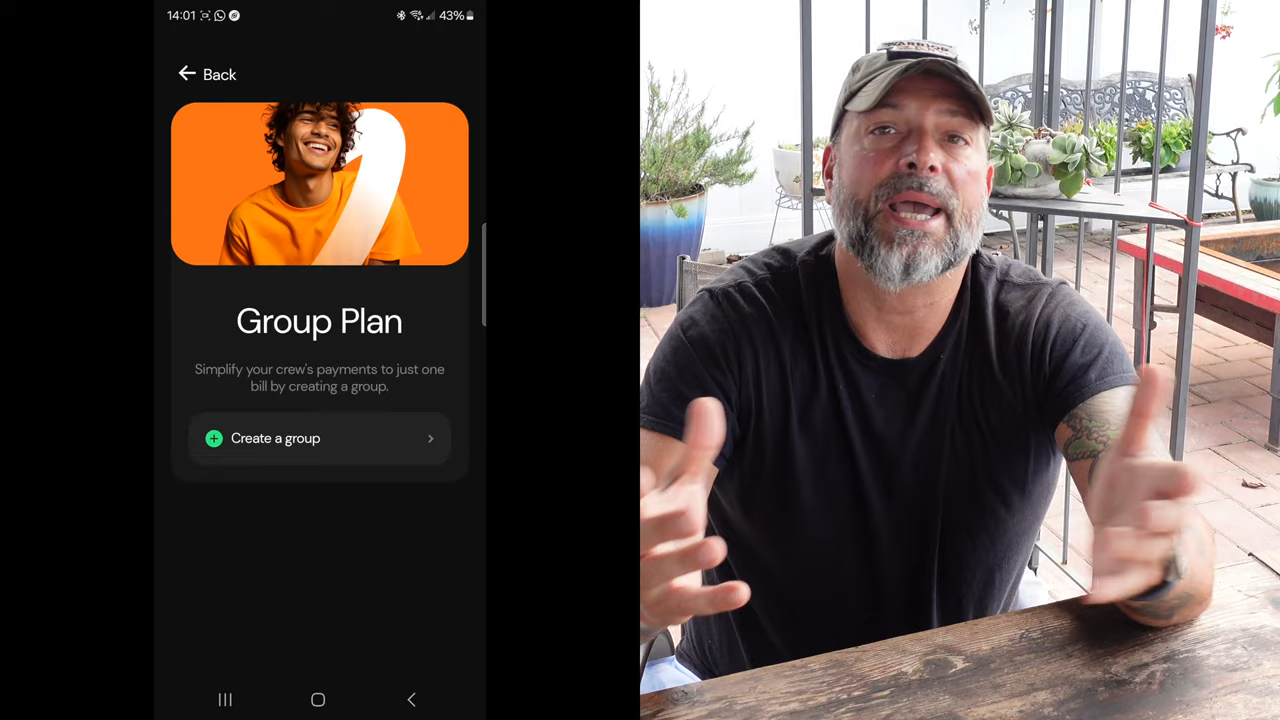 14:01
43%
Back
Group Plan
Simplify your crew's payments to just one
bill by creating a group.
Create a group
WARRIOR